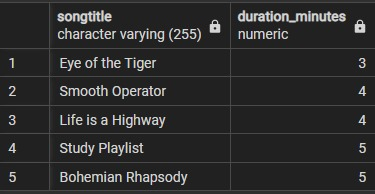 songtitle duration_minutes
character varying (255) numeric
1 Eye of the Tiger 3
2 Smooth Operator 4
3 Life is a Highway 4
4 Study Playlist 5
5 Bohemian Rhapsody 5